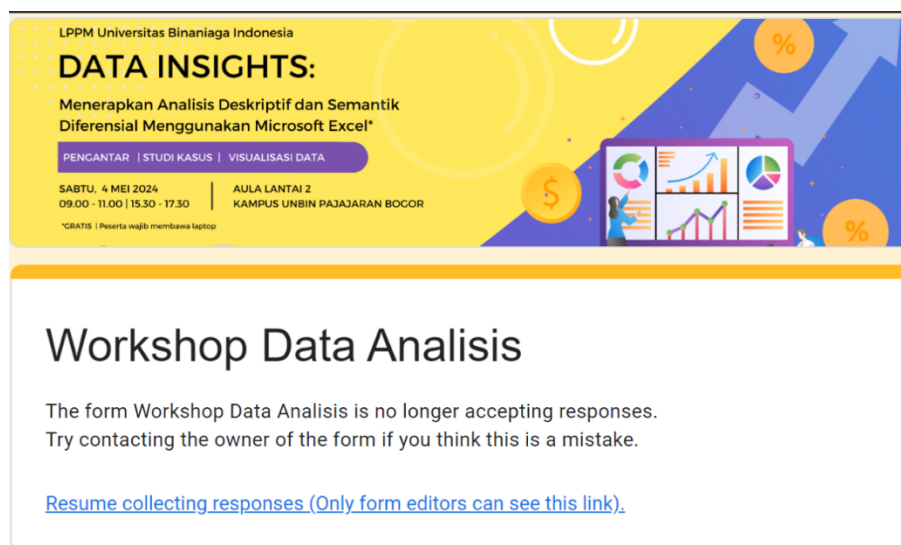 LPPM Universitas Binaniaga Indonesia
DATA INSIGHTS:
Menerapkan Analisis Deskriptif dan Semantik
Diferensial Menggunakan Microsoft Excel*
PENGANTAR | STUDI KASUS | VISUALISASI DATA
SABTU, 4 MEI 2024
09.00 - 11.00 | 15.30 - 17.30
AULA LANTAI 2
KAMPUS UNBIN PAJAJARAN BOGOR
*GRATIS | Peserta wajib membawa laptop
%
$
%
Workshop Data Analisis
The form Workshop Data Analisis is no longer accepting responses.
Try contacting the owner of the form if you think this is a mistake.
Resume collecting responses (Only form editors can see this link).